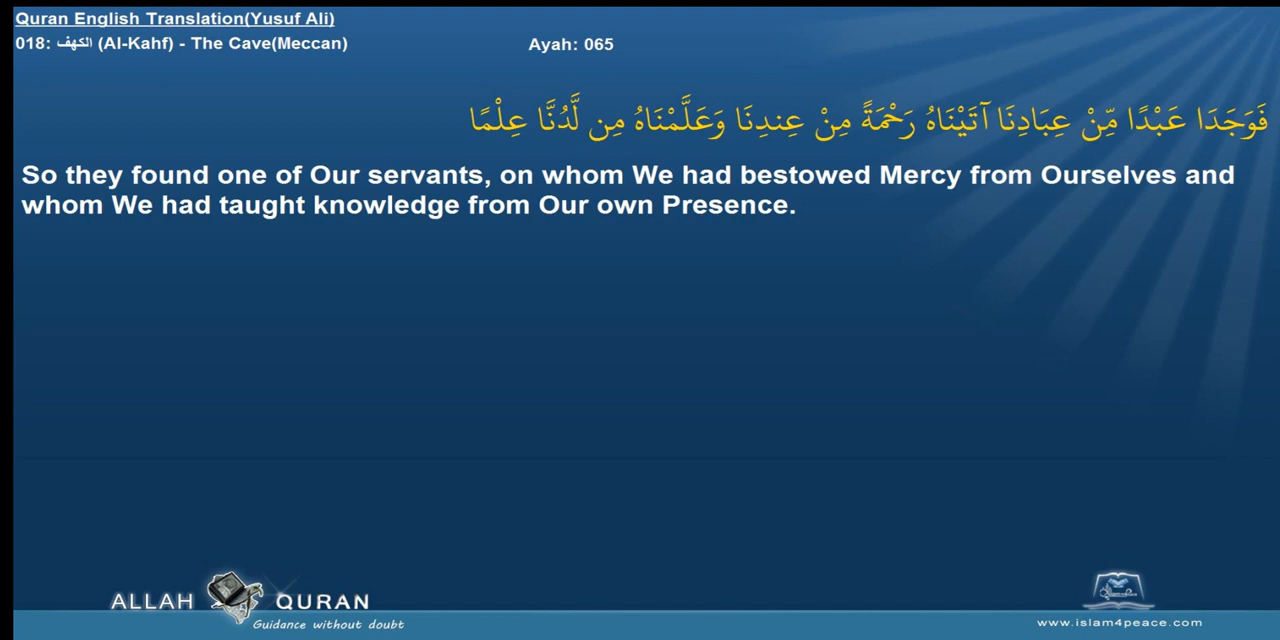 Quran English Translation(Yusuf Ali)
018: الكهف (Al-Kahf) - The Cave(Meccan)
Ayah: 065
فَوَجَدَا عَبْدًا مِّنْ عِبَادِنَا آتَيْنَاهُ رَحْمَةً مِنْ عِندِنَا وَعَلَّمْنَاهُ مِن لَّدُنَّا عِلْمًا
So they found one of Our servants, on whom We had bestowed Mercy from Ourselves and
whom We had taught knowledge from Our own Presence.
ALLAH QURAN
Guidance without doubt
www.islam4peace.com